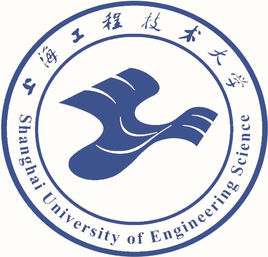 上海工程技术大学
Shanghai University of Engineering Science